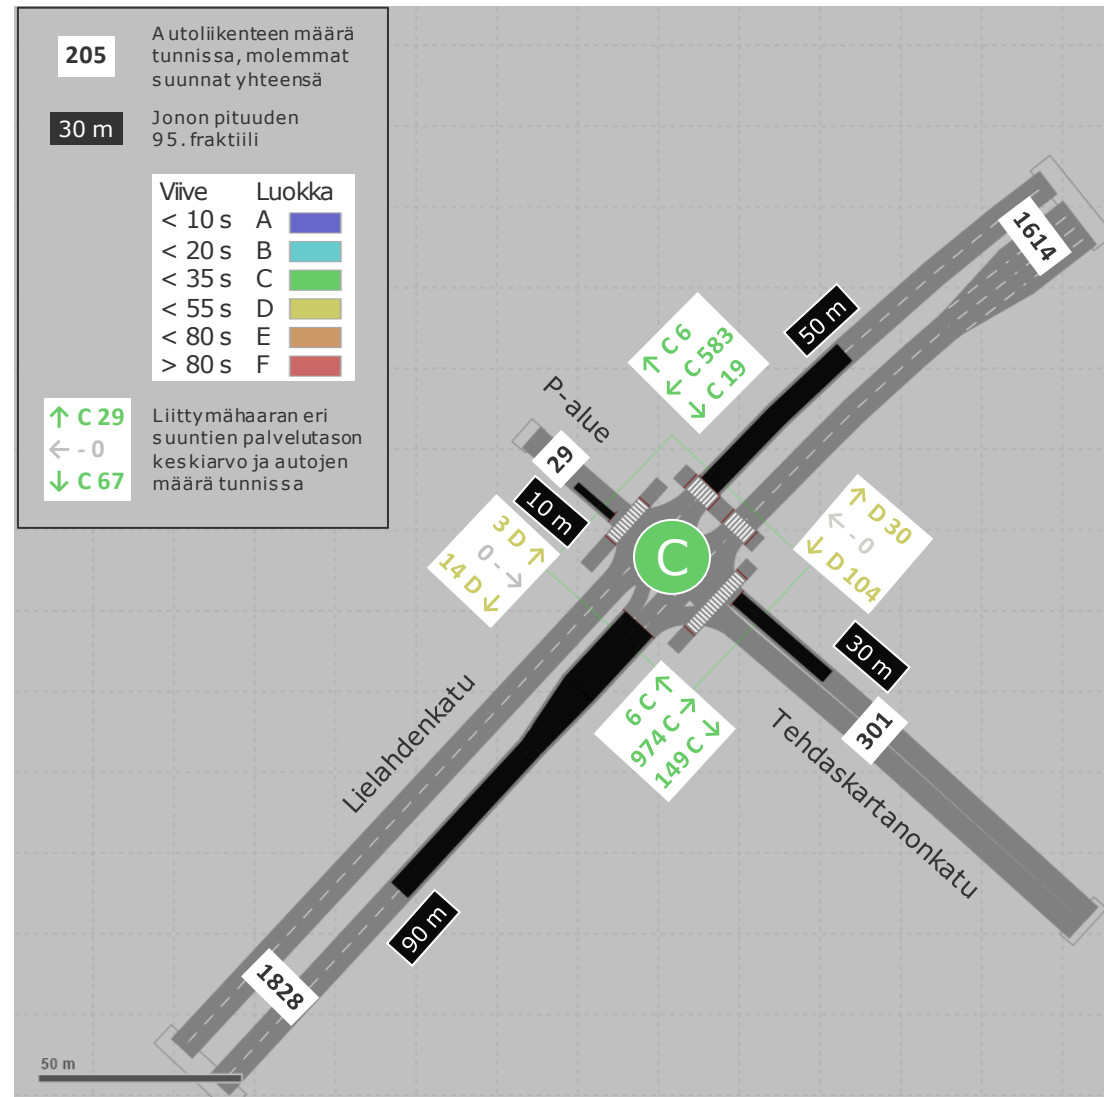 205
Autoliikenteen määrä
tunnissa, molemmat
suunnat yhteensä
30 m
Jonon pituuden
95. fraktiili
Viive Luokka
< 10 s A
< 20 s B
< 35 s C
< 55 s D
< 80 s E
> 80 s F
↑ C 29
← - 0
↓ C 67
Liittymähaaran eri
suuntien palvelutason
keskiarvo ja autojen
määrä tunnissa
1614
50 m
↑ C 6
← C 583
↓ C 19
P-alue
29
10 m
3 D ↑
0 - →
14 D ↓
C
↑ D 30
← - 0
↓ D 104
30 m
301
Tehdaskartanonkatu
6 C ↑
974 C ↑
149 C ↓
Lielahdenkatu
90 m
1828
50 m